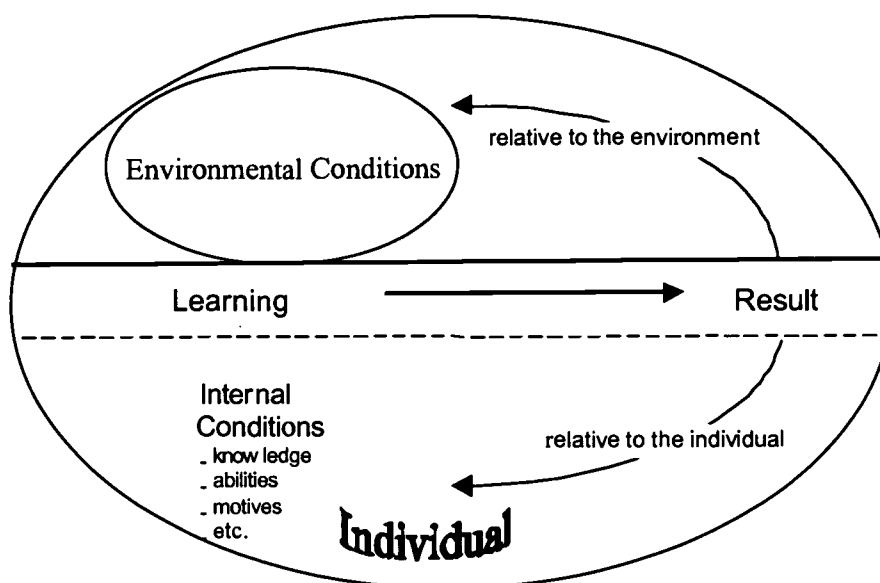 relative to the environment
Environmental Conditions
Learning
Result
Internal
Conditions
- know ledge
- abilities
- motives
- etc.
relative to the individual
Individual